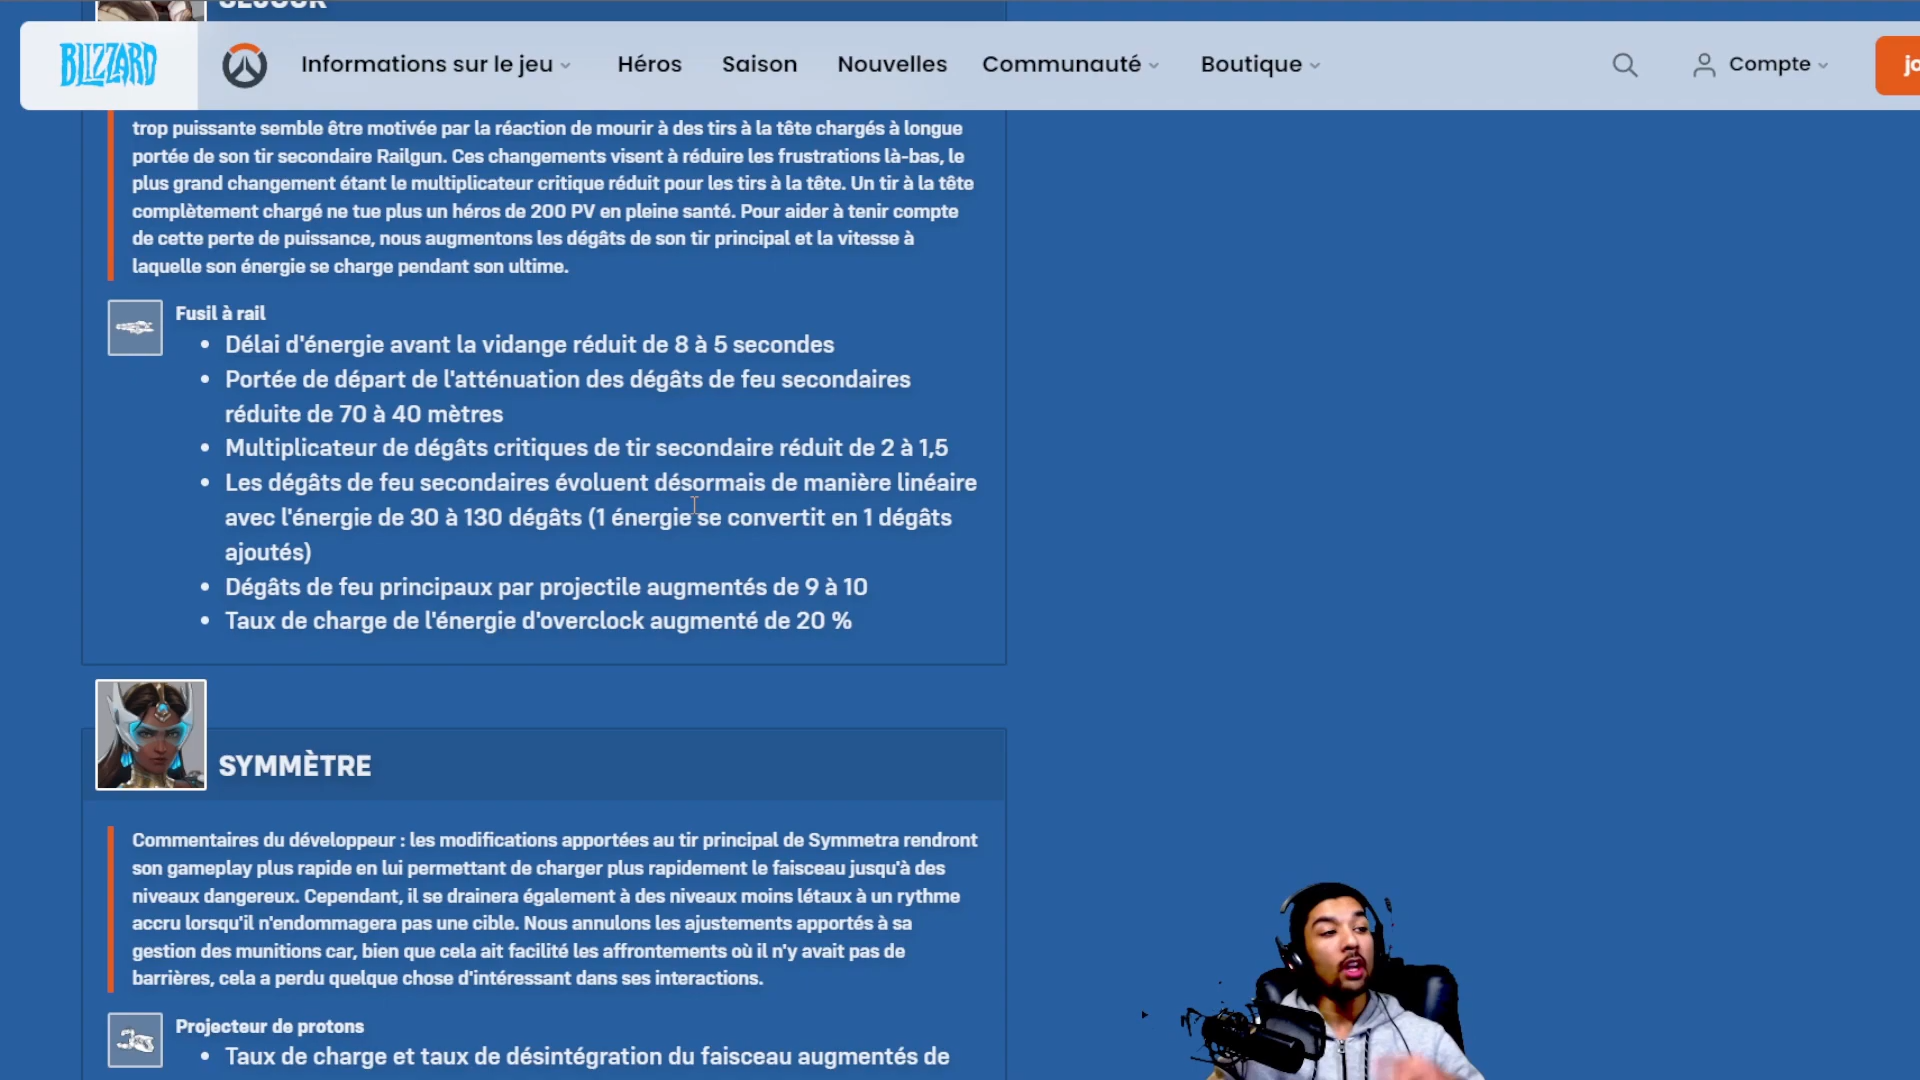 SÉJOUR
BLIZZARD
Informations sur le jeu
Héros
Saison
Nouvelles
Communauté
Boutique
Compte
jo
trop puissante semble être motivée par la réaction de mourir à des tirs à la tête chargés à longue
portée de son tir secondaire Railgun. Ces changements visent à réduire les frustrations là-bas, le
plus grand changement étant le multiplicateur critique réduit pour les tirs à la tête. Un tir à la tête
complètement chargé ne tue plus un héros de 200 PV en pleine santé. Pour aider à tenir compte
de cette perte de puissance, nous augmentons les dégâts de son tir principal et la vitesse à
laquelle son énergie se charge pendant son ultime.
Fusil à rail
• Délai d'énergie avant la vidange réduit de 8 à 5 secondes
• Portée de départ de l'atténuation des dégâts de feu secondaires
réduite de 70 à 40 mètres
• Multiplicateur de dégâts critiques de tir secondaire réduit de 2 à 1,5
• Les dégâts de feu secondaires évoluent désormais de manière linéaire
avec l'énergie de 30 à 130 dégâts (1 énergie se convertit en 1 dégâts
ajoutés)
• Dégâts de feu principaux par projectile augmentés de 9 à 10
• Taux de charge de l'énergie d'overclock augmenté de 20 %
SYMMÈTRE
Commentaires du développeur : les modifications apportées au tir principal de Symmetra rendront
son gameplay plus rapide en lui permettant de charger plus rapidement le faisceau jusqu'à des
niveaux dangereux. Cependant, il se drainera également à des niveaux moins létaux à un rythme
accru lorsqu'il n'endommagera pas une cible. Nous annulons les ajustements apportés à sa
gestion des munitions car, bien que cela ait facilité les affrontements où il n'y avait pas de
barrières, cela a perdu quelque chose d'intéressant dans ses interactions.
Projecteur de protons
• Taux de charge et taux de désintégration du faisceau augmentés de